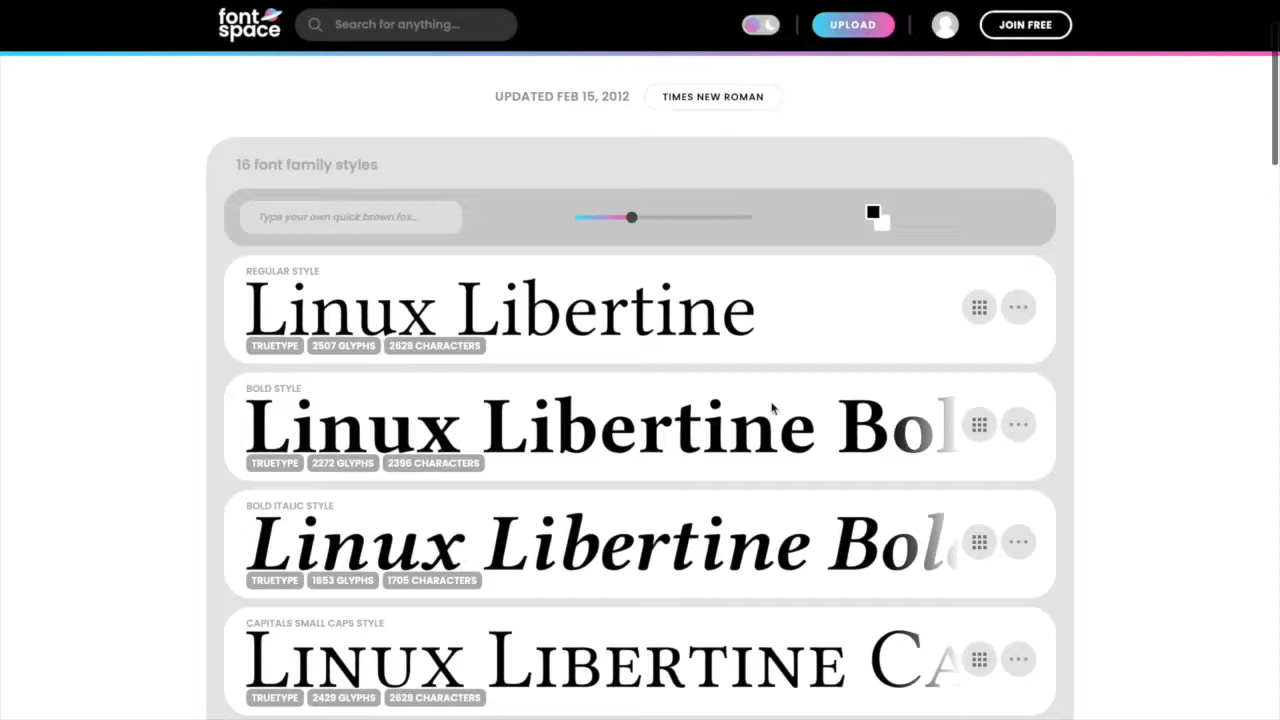 font
space
Search for anything...
UPLOAD
JOIN FREE
UPDATED FEB 15, 2012
TIMES NEW ROMAN
16 font family styles
Type your own quick brown fox...
REGULAR STYLE
Linux Libertine
TRUETYPE 2507 GLYPHS 2629 CHARACTERS
BOLD STYLE
Linux Libertine Bol
TRUETYPE 2272 GLYPHS 2396 CHARACTERS
BOLD ITALIC STYLE
Linux Libertine Bol
TRUETYPE 1653 GLYPHS 1705 CHARACTERS
CAPITALS SMALL CAPS STYLE
Linux Libertine Ca
TRUETYPE 2429 GLYPHS 2629 CHARACTERS